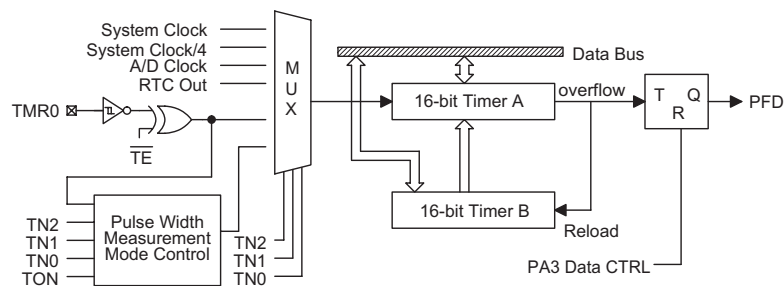 System Clock
System Clock/4
A/D Clock
RTC Out
M
U
X
Data Bus
TMR0
TE
16-bit Timer A
overflow
T Q
R
PFD
16-bit Timer B
Reload
Pulse Width
Measurement
Mode Control
TN2
TN1
TN0
TON
TN2
TN1
TN0
PA3 Data CTRL